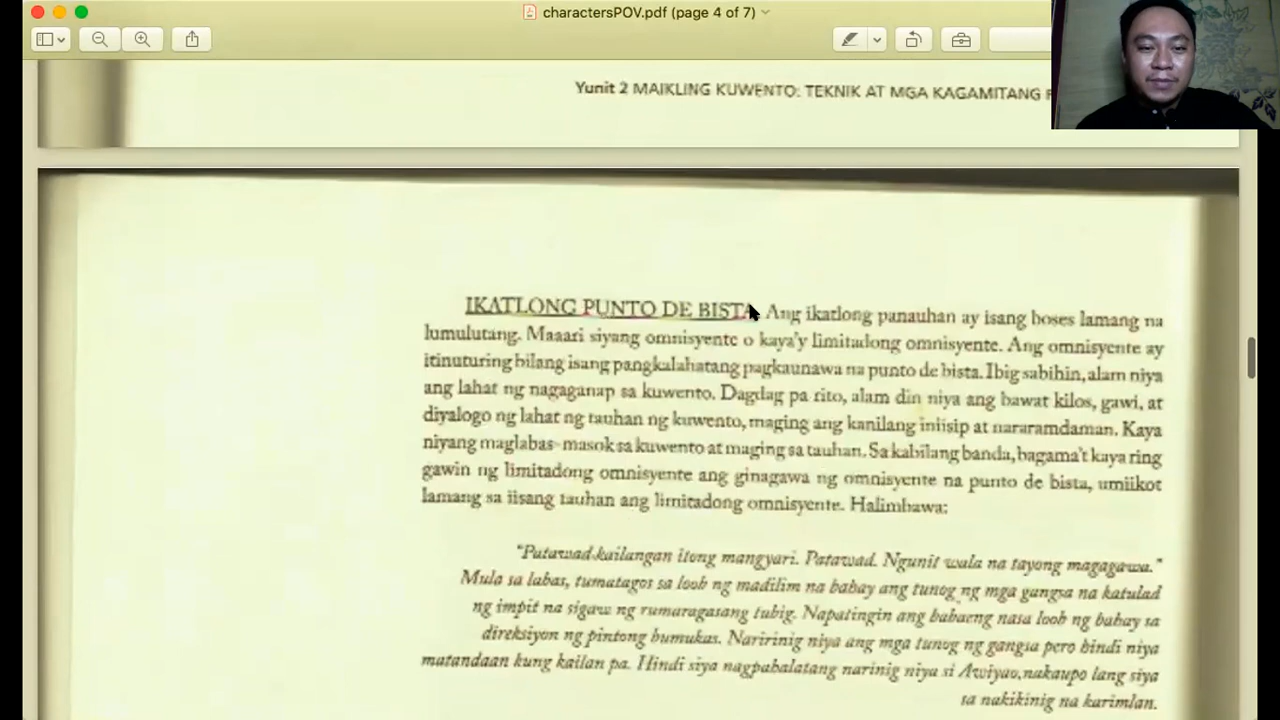 charactersPOV.pdf (page 4 of 7)
Yunit 2 MAIKLING KUWENTO: TEKNIK AT MGA KAGAMITANG
IKATLONG PUNTO DE BISTA. Ang ikatlong panauhan ay isang boses lamang na
lumulutang. Maaari siyang omnisyente o kaya'y limitadong omnisyente. Ang omnisyente ay
itinuturing bilang isang pangkalahatang pagkaunawa na punto de bista. Ibig sabihin, alam niya
ang lahat ng nagaganap sa kuwento. Dagdag pa rito, alam din niya ang bawat kilos, gawi, at
diyalogo ng lahat ng tauhan ng kuwento, maging ang kanilang iniisip at nararamdaman. Kaya
niyang maglabas-masok sa kuwento at maging sa tauhan. Sa kabilang banda, bagama't kaya ring
gawin ng limitadong omnisyente ang ginagawa ng omnisyente na punto de bista, umiikot
lamang sa iisang tauhan ang limitadong omnisyente. Halimbawa:
"Patawad kailangan itong mangyari. Patawad. Ngunit wala na tayong magagawa."
Mula sa labas, tumatagos sa loob ng madilim na bahay ang tunog ng mga gangsa na katulad
ng impit na sigaw ng rumaragasang tubig. Napatingin ang babaeng nasa loob ng bahay sa
direksiyon ng pintong bumukas. Naririnig niya ang mga tunog ng gangsa pero hindi niya
matandaan kung kailan pa. Hindi siya nagpahalatang narinig niya si Awiyao, nakaupo lang siya
sa nakikinig na karimlan.